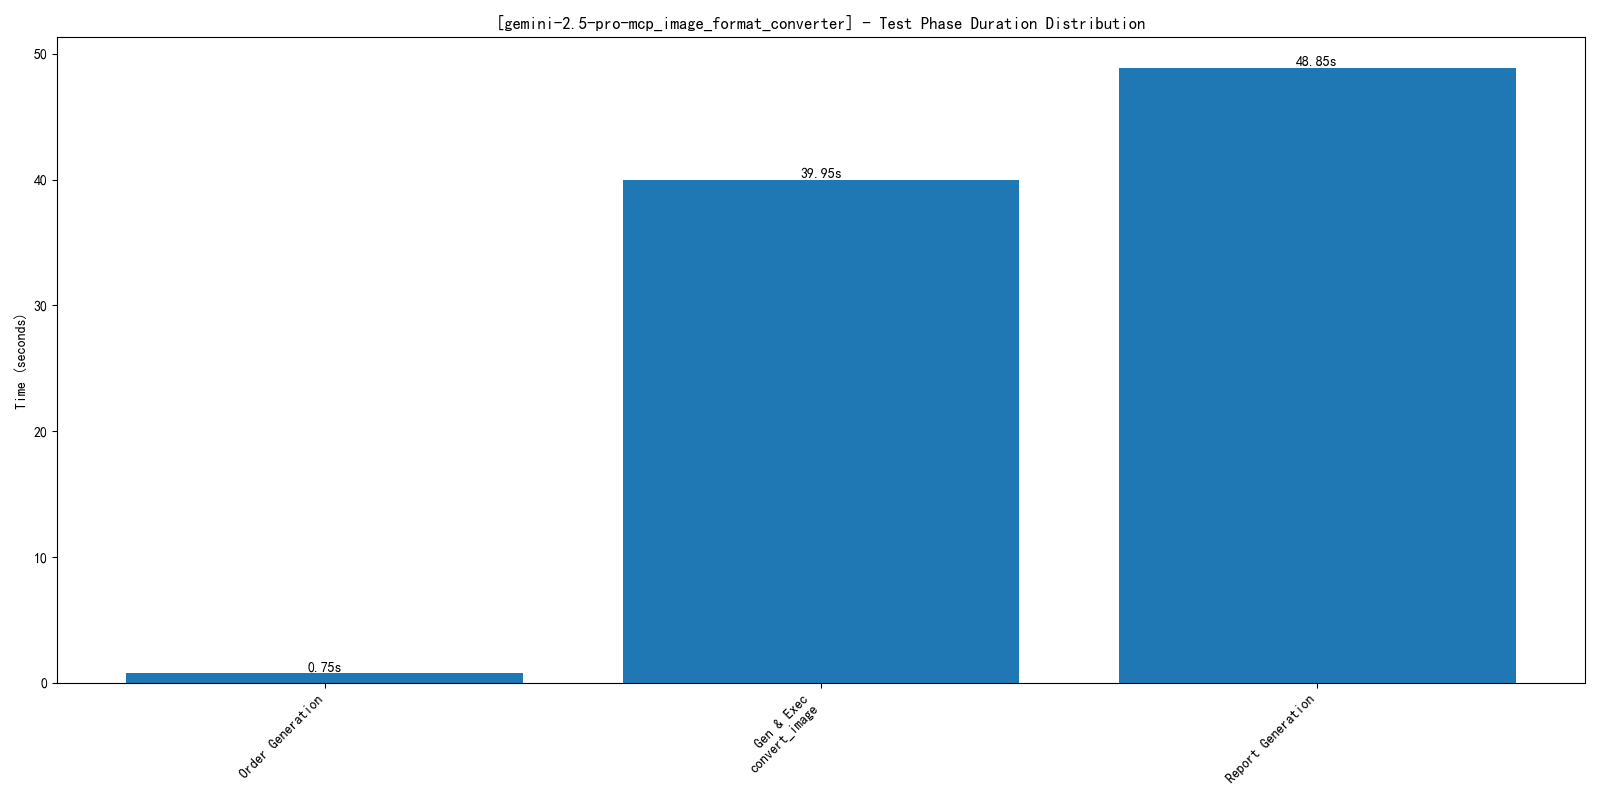 [gemini-2.5-pro-mcp_image_format_converter] - Test Phase Duration Distribution
50
40
30
20
10
0
Time (seconds)
0.75s
39.95s
48.85s
Order Generation
Gen & Exec
convert_image
Report Generation